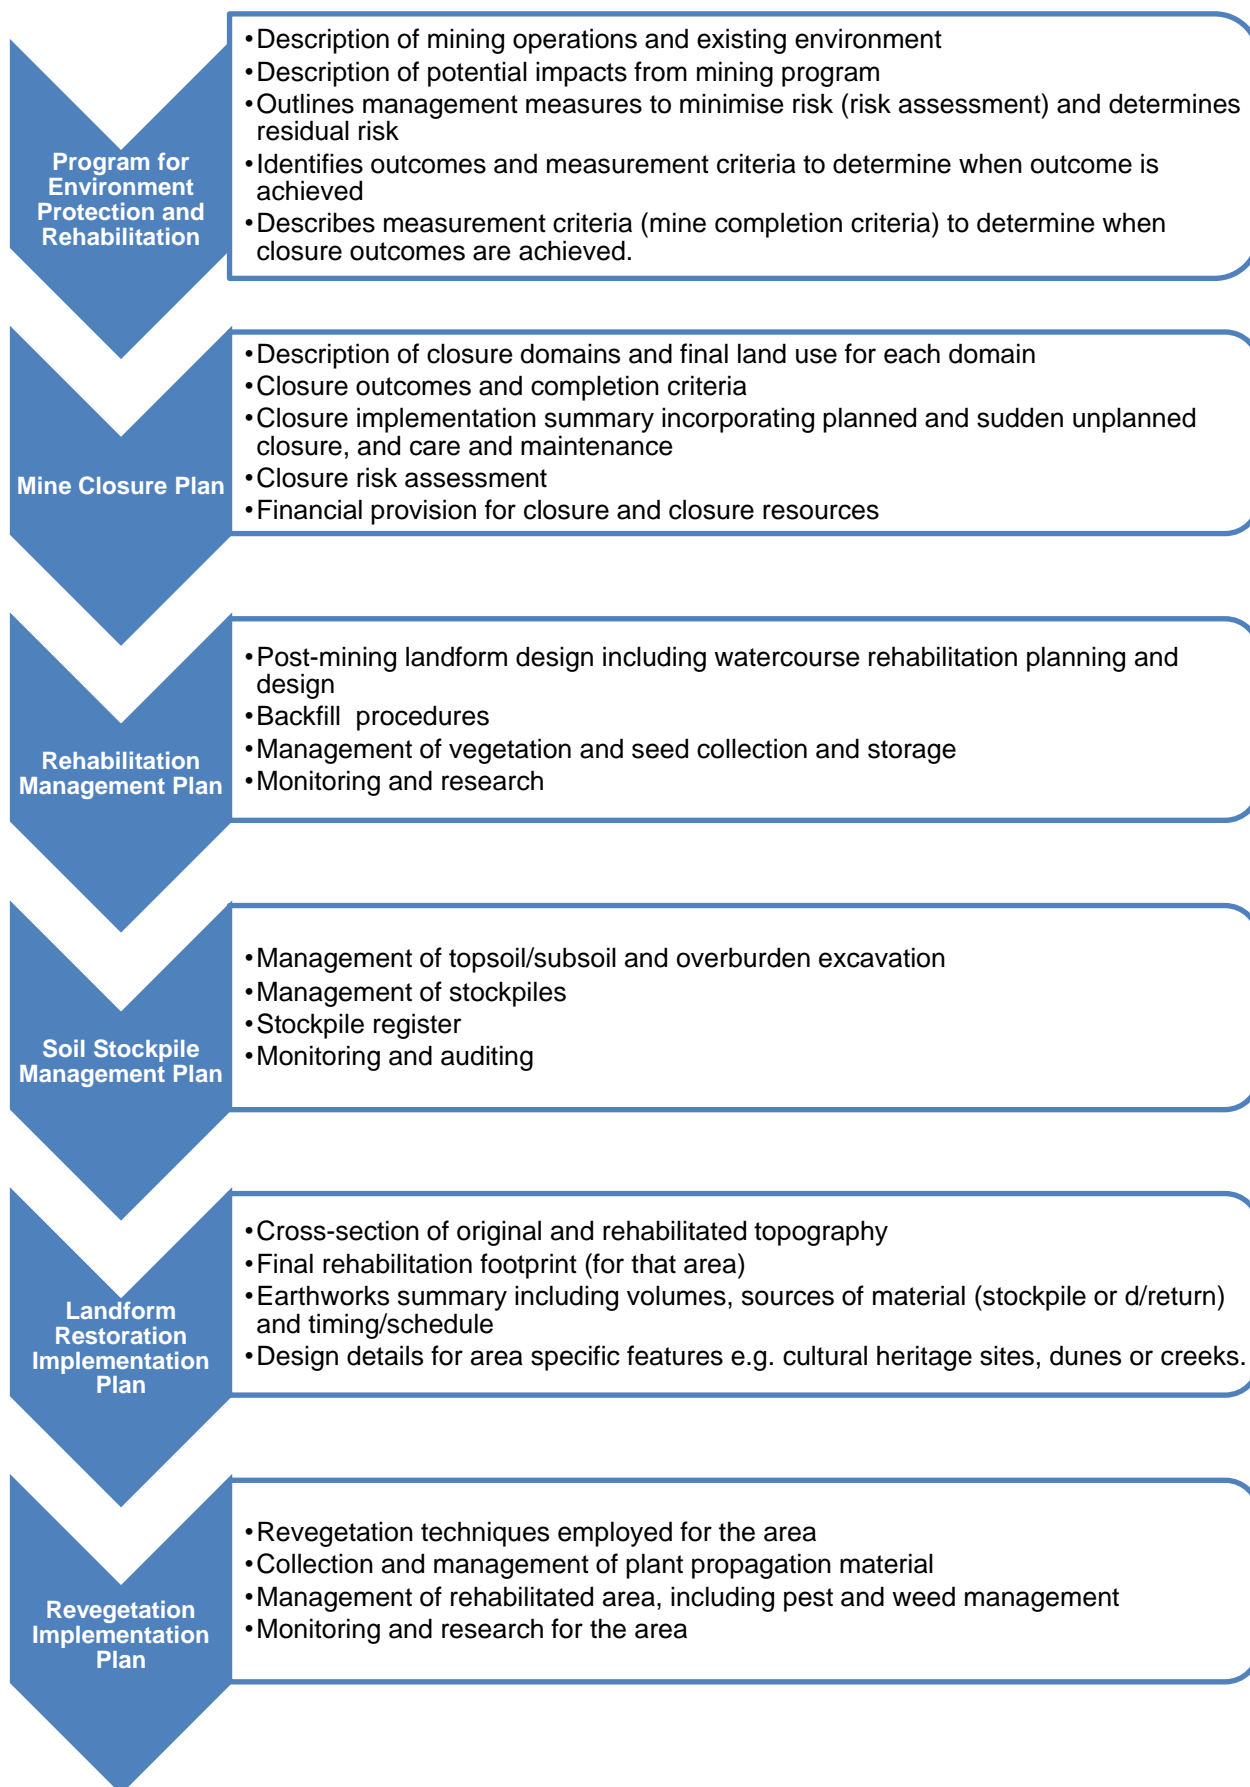 Program for
Environment
Protection and
Rehabilitation
•Description of mining operations and existing environment
•Description of potential impacts from mining program
•Outlines management measures to minimise risk (risk assessment) and determines
residual risk
•Identifies outcomes and measurement criteria to determine when outcome is
achieved
•Describes measurement criteria (mine completion criteria) to determine when
closure outcomes are achieved.
Mine Closure Plan
•Description of closure domains and final land use for each domain
•Closure outcomes and completion criteria
•Closure implementation summary incorporating planned and sudden unplanned
closure, and care and maintenance
•Closure risk assessment
•Financial provision for closure and closure resources
Rehabilitation
Management Plan
•Post-mining landform design including watercourse rehabilitation planning and
design
•Backfill  procedures
•Management of vegetation and seed collection and storage
•Monitoring and research
Soil Stockpile
Management Plan
•Management of topsoil/subsoil and overburden excavation
•Management of stockpiles
•Stockpile register
•Monitoring and auditing
Landform
Restoration
Implementation
Plan
•Cross-section of original and rehabilitated topography
•Final rehabilitation footprint (for that area)
•Earthworks summary including volumes, sources of material (stockpile or d/return)
and timing/schedule
•Design details for area specific features e.g. cultural heritage sites, dunes or creeks.
Revegetation
Implementation
Plan
•Revegetation techniques employed for the area
•Collection and management of plant propagation material
•Management of rehabilitated area, including pest and weed management
•Monitoring and research for the area